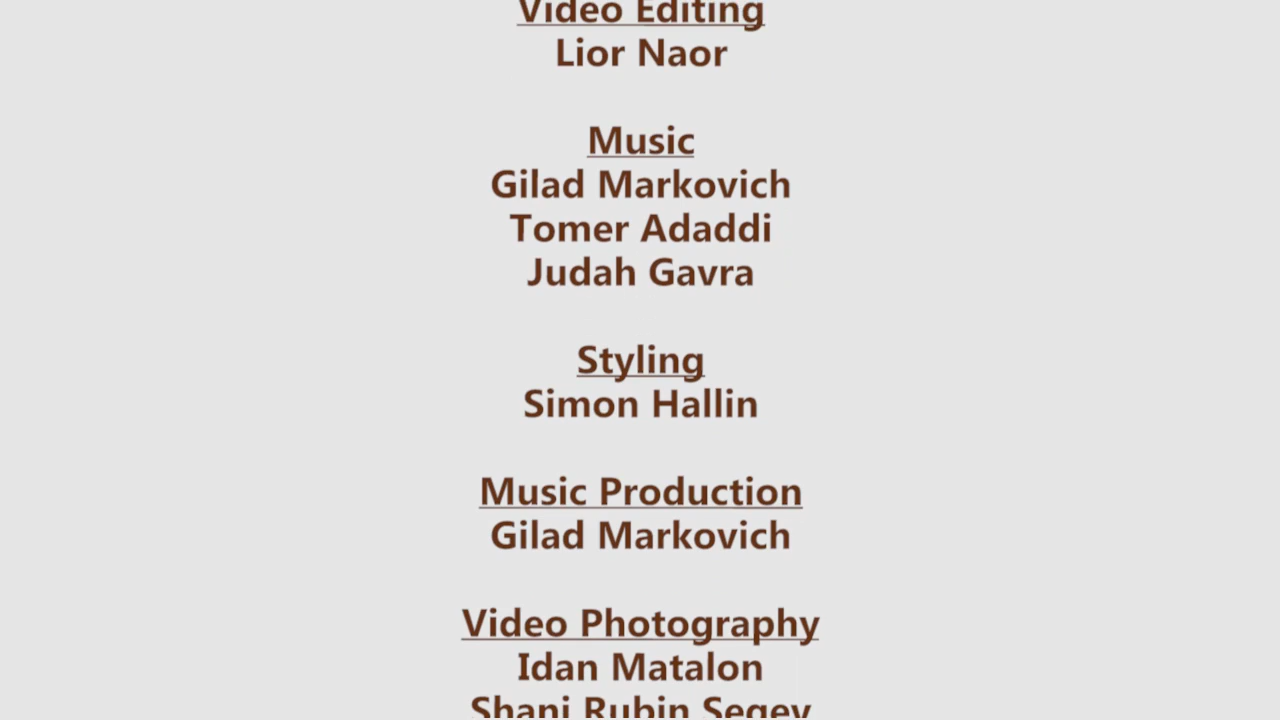 Video Editing
Lior Naor
Music
Gilad Markovich
Tomer Adaddi
Judah Gavra
Styling
Simon Hallin
Music Production
Gilad Markovich
Video Photography
Idan Matalon
Shani Rubin Segev